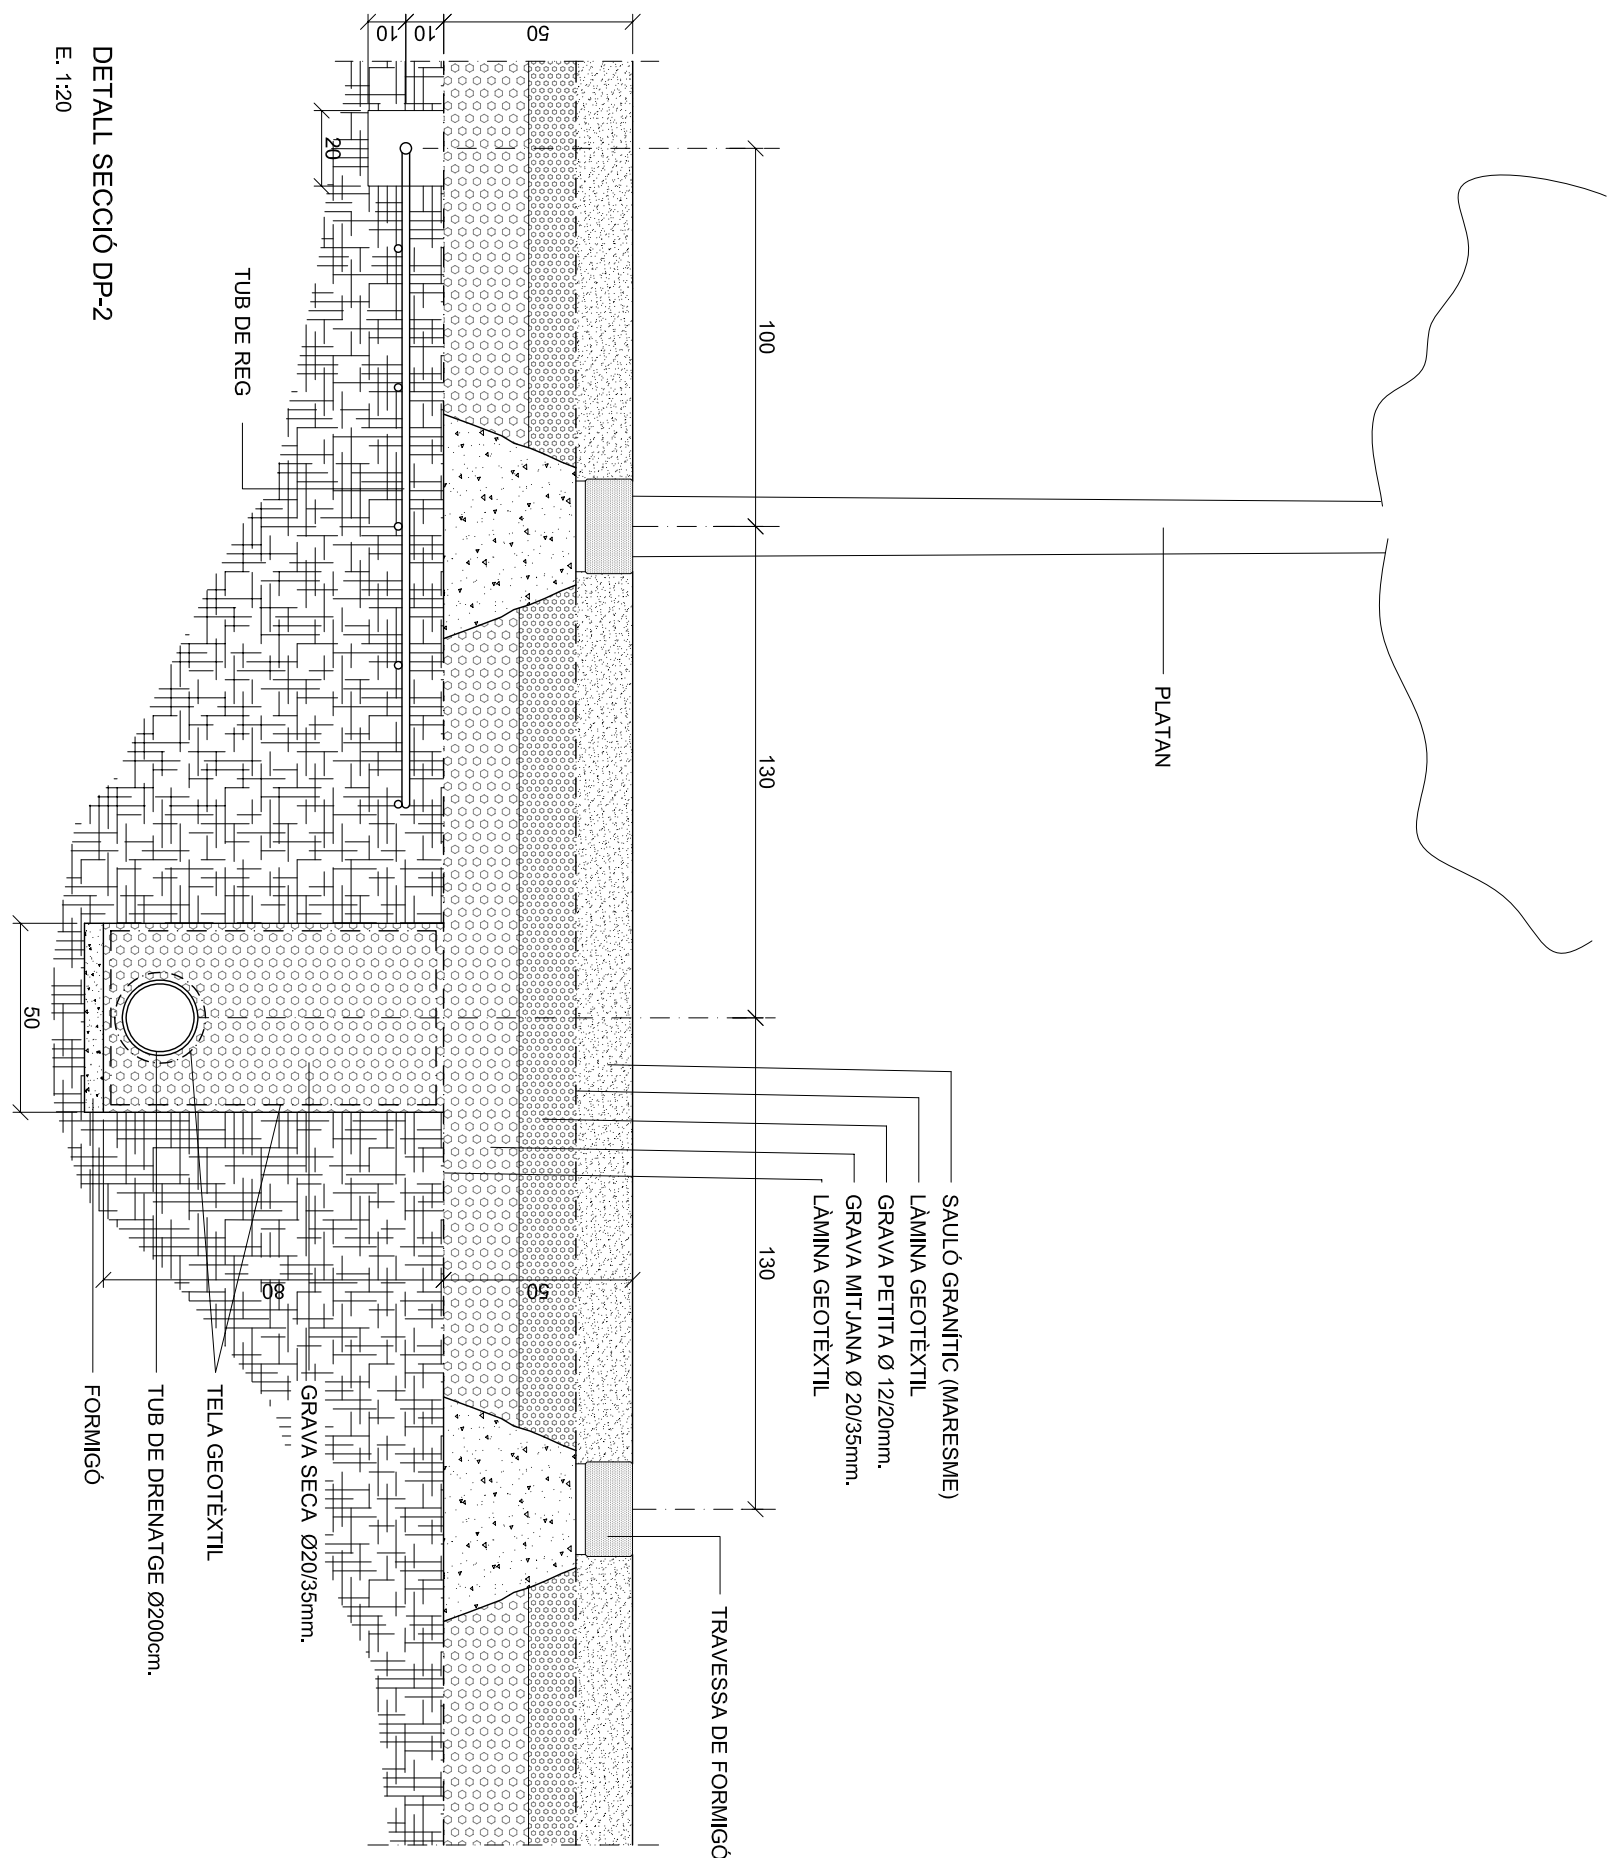 PLATAN
100
130
130
SAULÓ GRANÍTIC (MARESME)
LÀMINA GEOTÈXTIL
GRAVA PETITA Ø 12/20mm.
GRAVA MITJANA Ø 20/35mm.
LÀMINA GEOTÈXTIL
TRAVESSA DE FORMIGÓ
50
10
10
20
50
80
TUB DE REG
GRAVA SECA Ø20/35mm.
TELA GEOTÈXTIL
TUB DE DRENATGE Ø200cm.
FORMIGÓ
50
DETALL SECCIÓ DP-2
E. 1:20